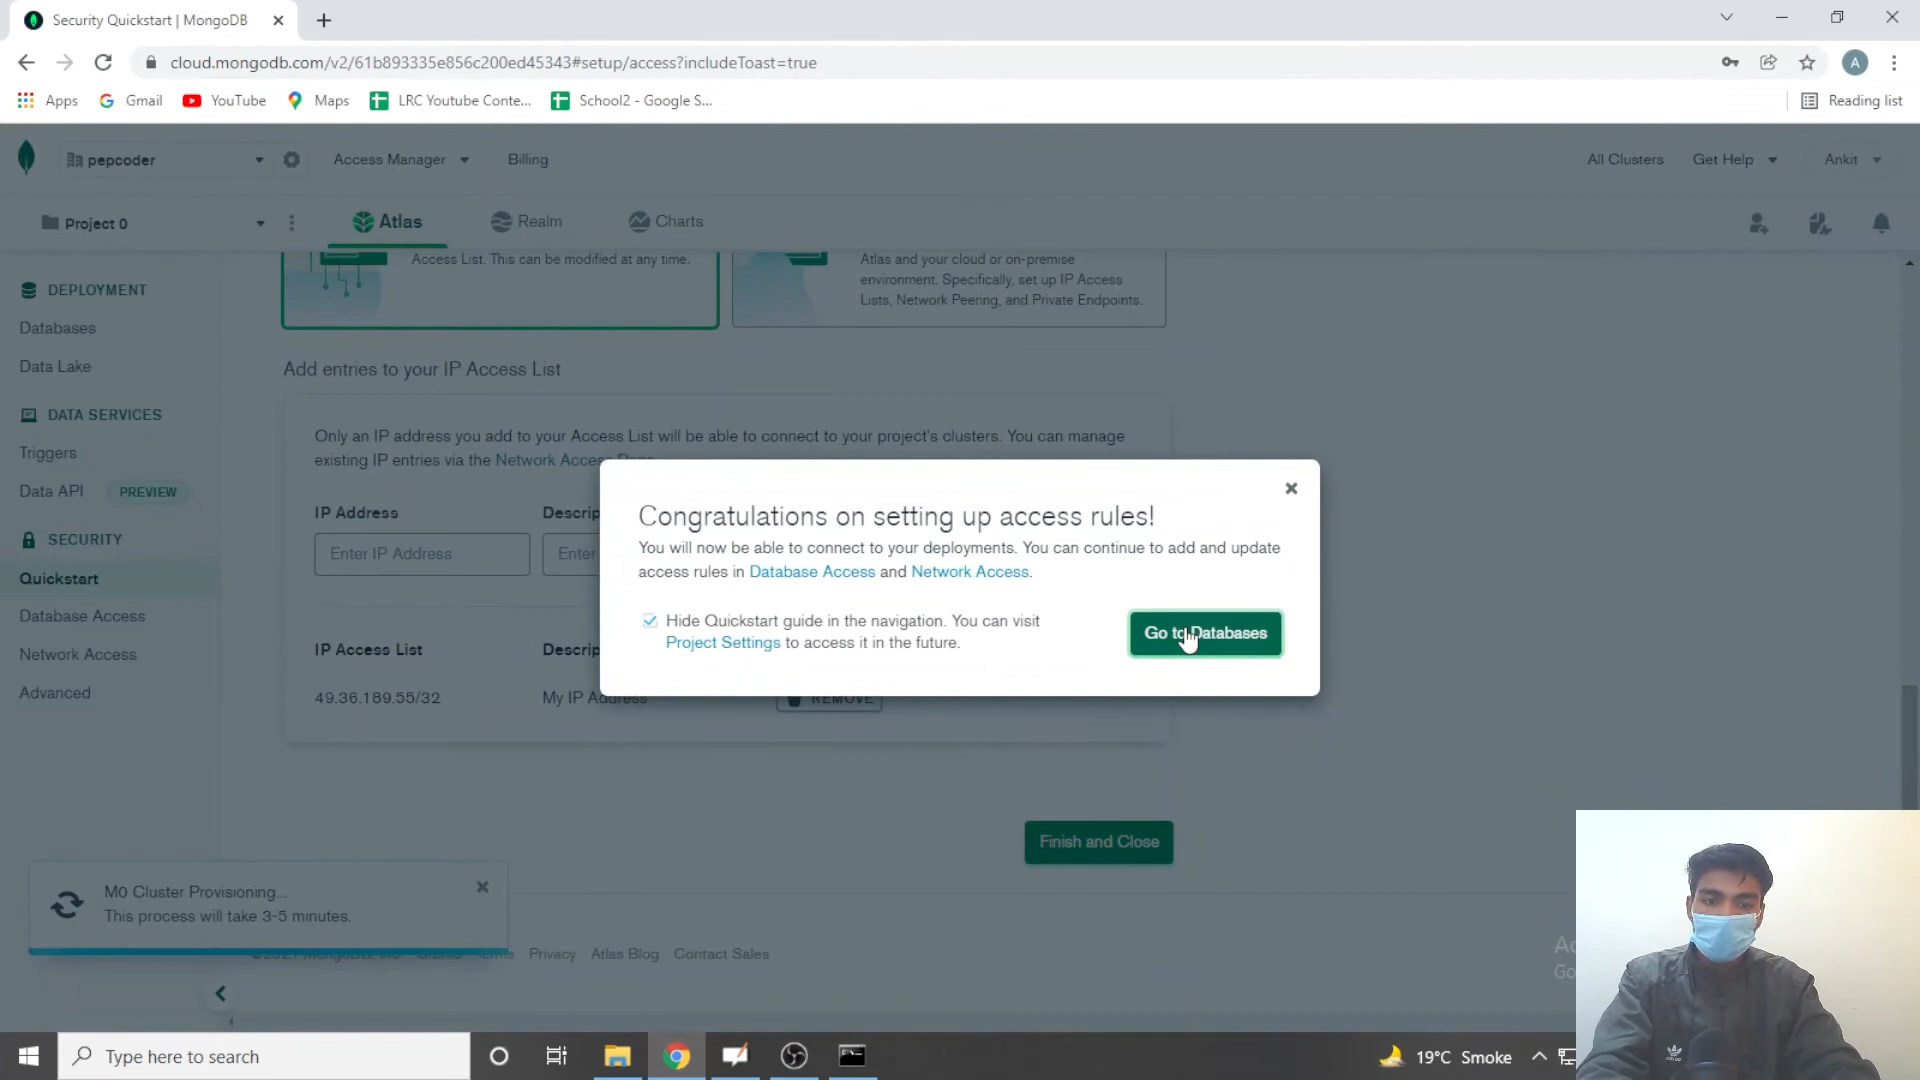 Security Quickstart | MongoDB
cloud.mongodb.com/v2/61b893335e856c200ed45343#setup/access?includeToast=true
A
Apps
Gmail
YouTube
Maps
LRC Youtube Conte...
School2 - Google S...
Reading list
pepcoder
Access Manager
Billing
All Clusters
Get Help
Ankit
Project 0
Atlas
Realm
Charts
Access List. This can be modified at any time.
Atlas and your cloud or on-premise
environment. Specifically, set up IP Access
Lists, Network Peering, and Private Endpoints.
DEPLOYMENT
Databases
Data Lake
DATA SERVICES
Triggers
Data API PREVIEW
SECURITY
Quickstart
Database Access
Network Access
Advanced
Add entries to your IP Access List
Only an IP address you add to your Access List will be able to connect to your project's clusters. You can manage
existing IP entries via the Network Access
IP Address
Descrip
Enter IP Address
Enter
IP Access List
Descrip
49.36.189.55/32
My IP Address
REMOVE
Congratulations on setting up access rules!
You will now be able to connect to your deployments. You can continue to add and update
access rules in Database Access and Network Access.
Hide Quickstart guide in the navigation. You can visit
Project Settings to access it in the future.
Go to Databases
Finish and Close
M0 Cluster Provisioning...
This process will take 3-5 minutes.
Privacy
Atlas Blog
Contact Sales
Ac
Go
Type here to search
19°C Smoke